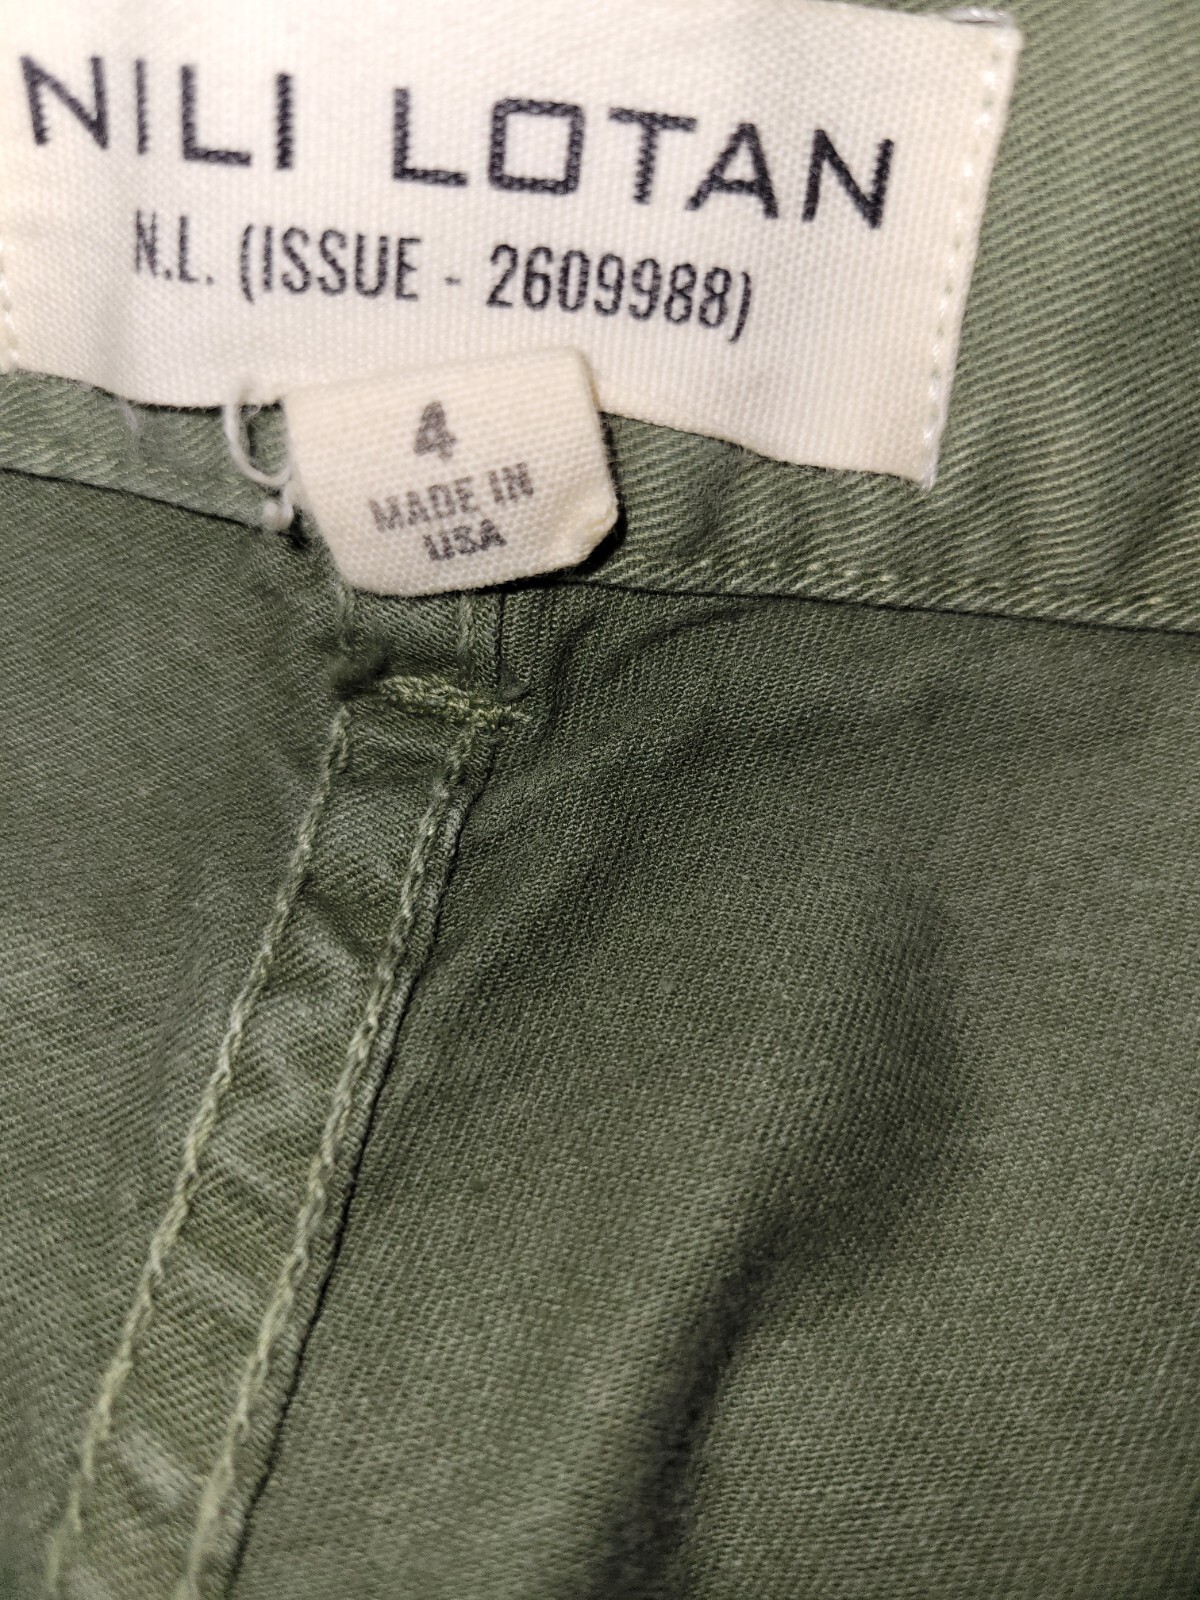 NILI LOTAN
N.L. (ISSUE - 2609988)
4
MADE IN
USA